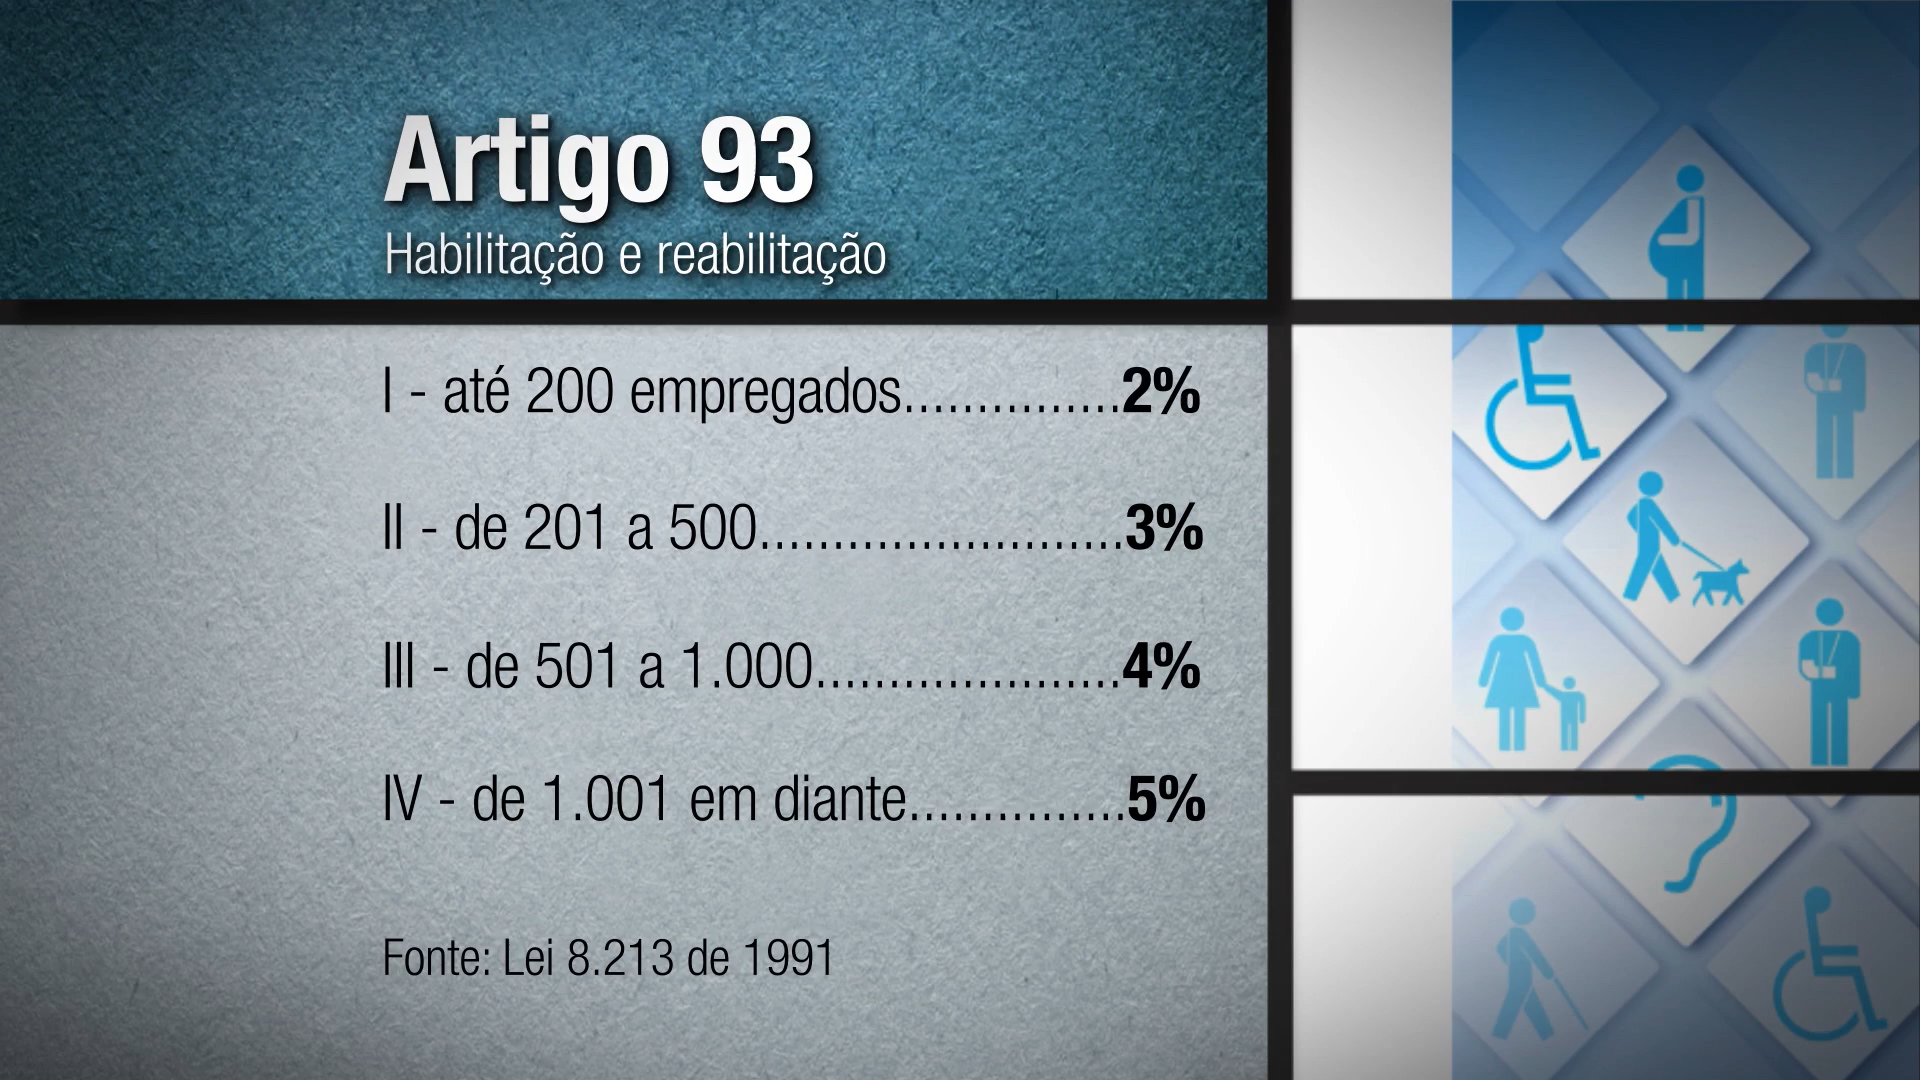 Artigo 93
Habilitação e reabilitação
I - até 200 empregados...............2%
II - de 201 a 500.........................3%
III - de 501 a 1.000.....................4%
IV - de 1.001 em diante...............5%
Fonte: Lei 8.213 de 1991